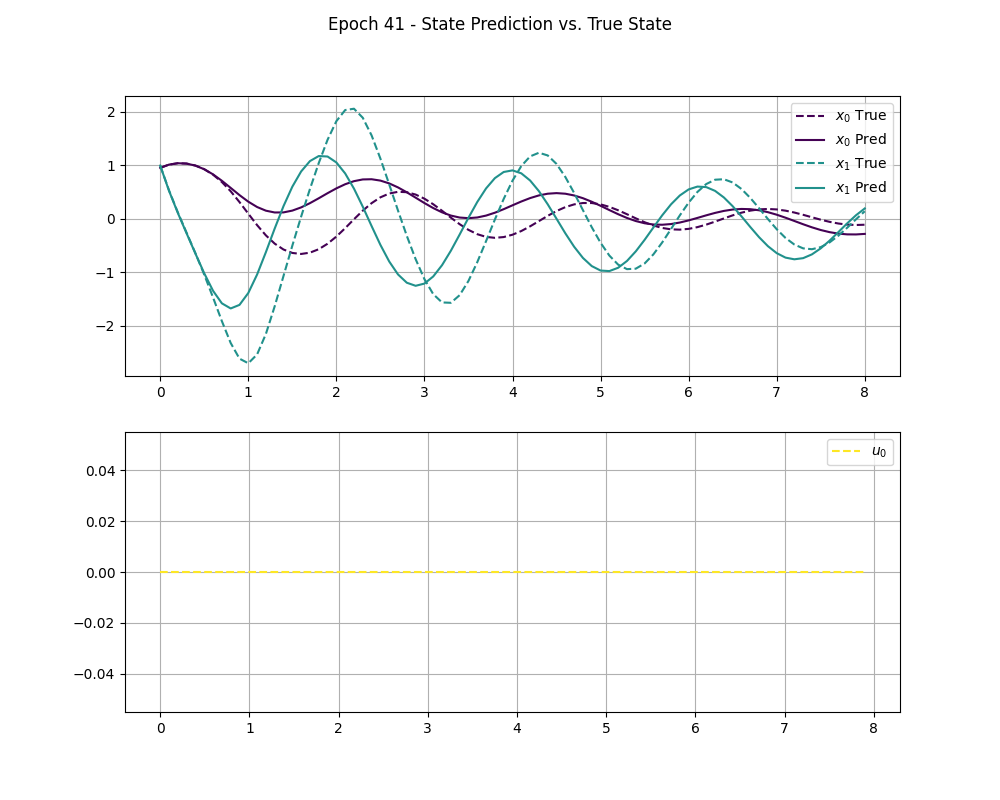 Epoch 41 - State Prediction vs. True State
2
1
0
−1
−2
x₀ True
x₀ Pred
x₁ True
x₁ Pred
0 1 2 3 4 5 6 7 8
0.04
0.02
0.00
−0.02
−0.04
u₀
0 1 2 3 4 5 6 7 8